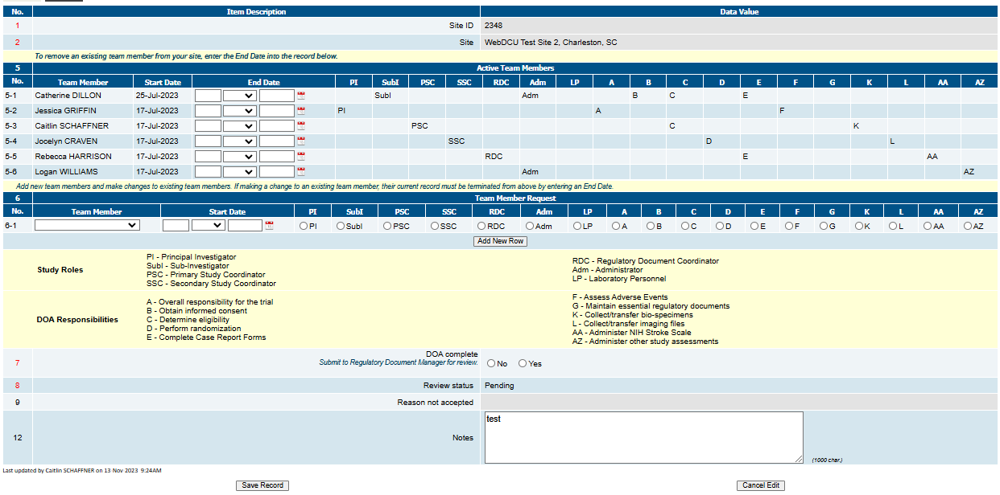 No. Item Description Data Value
1 Site ID 2348
2 Site WebDCU Test Site 2, Charleston, SC
To remove an existing team member from your site, enter the End Date into the record below.
5 Active Team Members
No. Team Member Start Date End Date PI SubI PSC SSC RDC Adm LP A B C D E F G K L AA AZ
5-1 Catherine DILLON 25-Jul-2023 SubI Adm B C E
5-2 Jessica GRIFFIN 17-Jul-2023 PI A F
5-3 Caitlin SCHAFFNER 17-Jul-2023 PSC C K
5-4 Jocelyn CRAVEN 17-Jul-2023 SSC D L
5-5 Rebecca HARRISON 17-Jul-2023 RDC E AA
5-6 Logan WILLIAMS 17-Jul-2023 Adm AZ
Add new team members and make changes to existing team members. If making a change to an existing team member, their current record must be terminated from above by entering an End Date.
6 Team Member Request
No. Team Member Start Date PI SubI PSC SSC RDC Adm LP A B C D E F G K L AA AZ
6-1 PI SubI PSC SSC RDC Adm LP A B C D E F G K L AA AZ
Add New Row
Study Roles
PI - Principal Investigator
SubI - Sub-Investigator
PSC - Primary Study Coordinator
SSC - Secondary Study Coordinator
RDC - Regulatory Document Coordinator
Adm - Administrator
LP - Laboratory Personnel
DOA Responsibilities
A - Overall responsibility for the trial
B - Obtain informed consent
C - Determine eligibility
D - Perform randomization
E - Complete Case Report Forms
F - Assess Adverse Events
G - Maintain essential regulatory documents
K - Collect/transfer bio-specimens
L - Collect/transfer imaging files
AA - Administer NIH Stroke Scale
AZ - Administer other study assessments
DOA complete
7 Submit to Regulatory Document Manager for review. No Yes
8 Review status Pending
9 Reason not accepted
test
12 Notes
(1000 char.)
Last updated by Caitlin SCHAFFNER on 13 Nov 2023 9:24AM
Save Record Cancel Edit